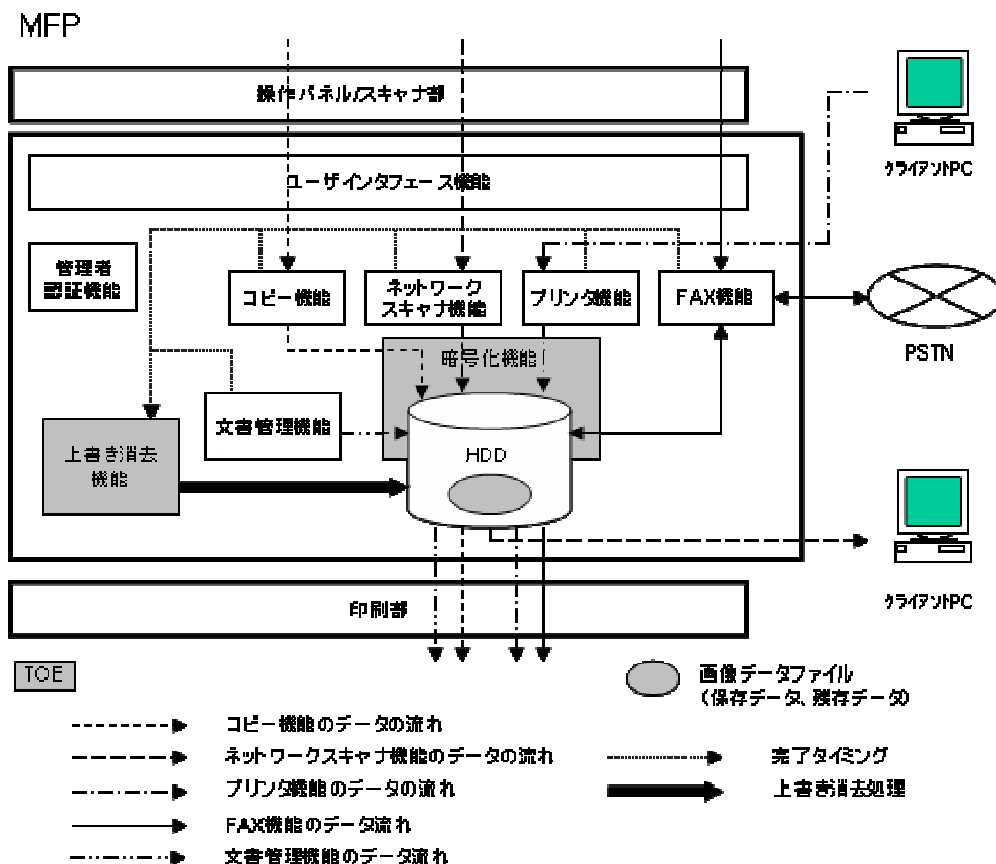 MFP
操作パネル/スキャナ部
クライアントPC
ユーザインタフェース機能
管理者
認証機能
コピー機能
ネットワーク
スキャナ機能
プリンタ機能
FAX機能
PSTN
暗号化機能
文書管理機能
上書き消去
機能
HDD
クライアントPC
印刷部
TOE
画像データファイル
(保存データ、残存データ)
コピー機能のデータの流れ
ネットワークスキャナ機能のデータの流れ
完了タイミング
プリンタ機能のデータの流れ
上書き消去処理
FAX機能のデータ流れ
文書管理機能のデータ流れ